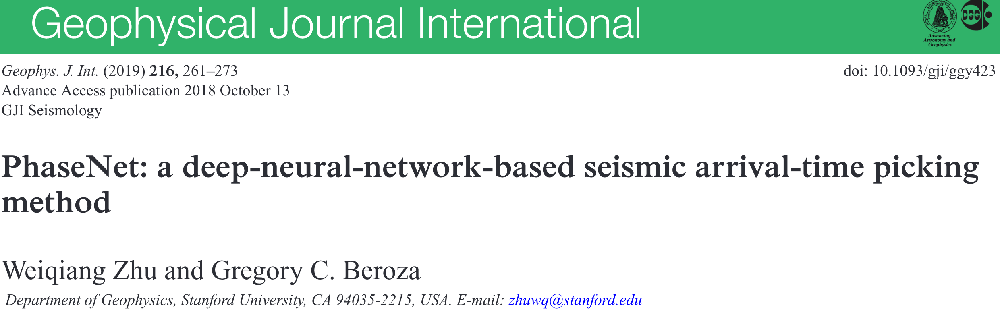 Geophysical Journal International
ROYAL ASTRONOMICAL SOCIETY
1820
Advancing
Astronomy and
Geophysics
DGG
Geophys. J. Int. (2019) 216, 261–273
doi: 10.1093/gji/ggy423
Advance Access publication 2018 October 13
GJI Seismology
PhaseNet: a deep-neural-network-based seismic arrival-time picking
method
Weiqiang Zhu and Gregory C. Beroza
Department of Geophysics, Stanford University, CA 94035-2215, USA. E-mail: zhuwq@stanford.edu